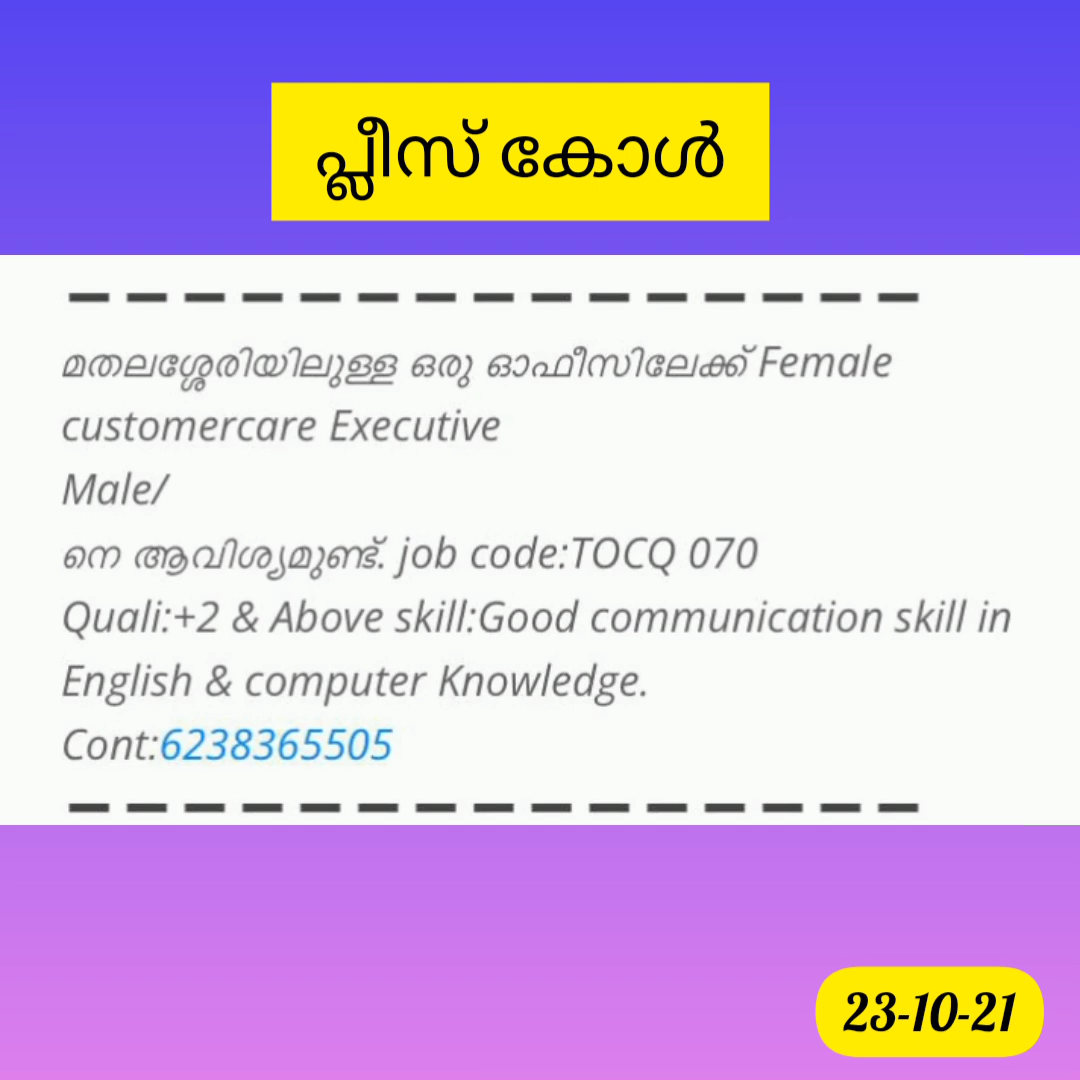 പ്ലീസ് കോൾ
മതലശ്ശേരിയിലുള്ള ഒരു ഓഫീസിലേക്ക് Female
customercare Executive
Male/
നെ ആവിശ്യമുണ്ട്. job code:TOCQ 070
Quali:+2 & Above skill:Good communication skill in
English & computer Knowledge.
Cont:6238365505
23-10-21